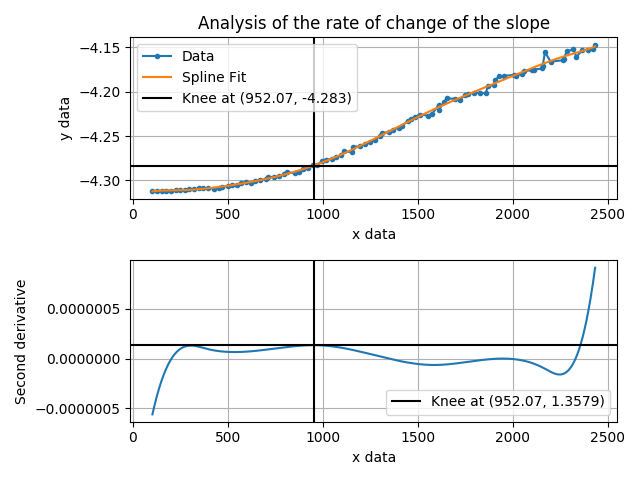 Analysis of the rate of change of the slope
Data
Spline Fit
Knee at (952.07, -4.283)
y data
−4.15
−4.20
−4.25
−4.30
0 500 1000 1500 2000 2500
x data
Second derivative
0.0000005
0.0000000
−0.0000005
Knee at (952.07, 1.3579)
0 500 1000 1500 2000 2500
x data